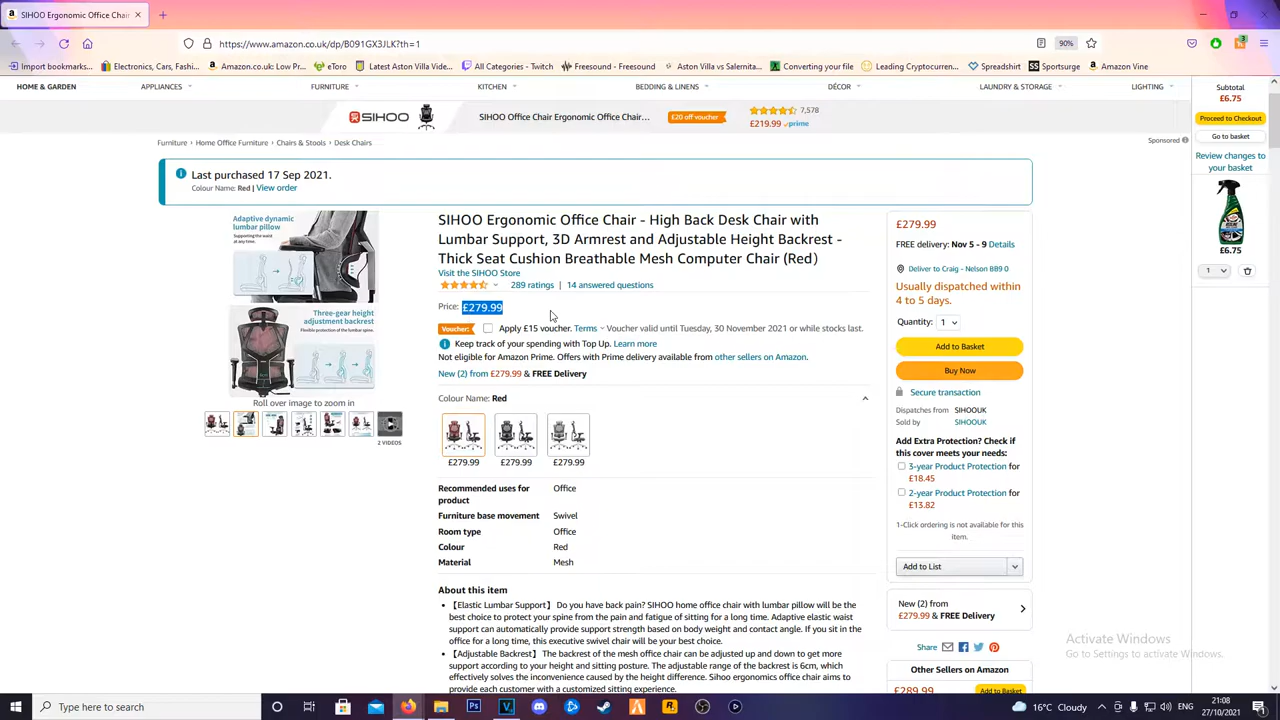 SIHOO Ergonomic Office Chair
https://www.amazon.co.uk/dp/B091GX3JLK?th=1
90%
Import bookmarks...
Electronics, Cars, Fashi...
Amazon.co.uk: Low Pr...
eToro
Latest Aston Villa Vide...
All Categories - Twitch
Freesound - Freesound
Aston Villa vs Salernita...
Converting your file
Leading Cryptocurren...
Spreadshirt
Sportsurge
Amazon Vine
HOME & GARDEN
APPLIANCES
FURNITURE
KITCHEN
BEDDING & LINENS
DÉCOR
LAUNDRY & STORAGE
LIGHTING
SIHOO
SIHOO Office Chair Ergonomic Office Chair...
£20 off voucher
7,578
£219.99 prime
Sponsored
Furniture › Home Office Furniture › Chairs & Stools › Desk Chairs
Last purchased 17 Sep 2021.
Colour Name: Red | View order
Adaptive dynamic
lumbar pillow
Supporting the waist
at any time.
Three-gear height
adjustment backrest
Flexible protection of the lumbar spine.
Roll over image to zoom in
2 VIDEOS
SIHOO Ergonomic Office Chair - High Back Desk Chair with
Lumbar Support, 3D Armrest and Adjustable Height Backrest -
Thick Seat Cushion Breathable Mesh Computer Chair (Red)
Visit the SIHOO Store
289 ratings | 14 answered questions
Price: £279.99
Voucher: Apply £15 voucher. Terms Voucher valid until Tuesday, 30 November 2021 or while stocks last.
Keep track of your spending with Top Up. Learn more
Not eligible for Amazon Prime. Offers with Prime delivery available from other sellers on Amazon.
New (2) from £279.99 & FREE Delivery
Colour Name: Red
£279.99
£279.99
£279.99
Recommended uses for
product
Office
Furniture base movement
Swivel
Room type
Office
Colour
Red
Material
Mesh
About this item
• 【Elastic Lumbar Support】 Do you have back pain? SIHOO home office chair with lumbar pillow will be the
best choice to protect your spine from the pain and fatigue of sitting for a long time. Adaptive elastic waist
support can automatically provide support strength based on body weight and contact angle. If you sit in the
office for a long time, this executive swivel chair will be your best choice.
• 【Adjustable Backrest】 The backrest of the mesh office chair can be adjusted up and down to get more
support according to your height and sitting posture. The adjustable range of the backrest is 6cm, which
effectively solves the inconvenience caused by the height difference. Sihoo ergonomics office chair aims to
provide each customer with a customized sitting experience.
£279.99
FREE delivery: Nov 5 - 9 Details
Deliver to Craig - Nelson BB9 0
Usually dispatched within
4 to 5 days.
Quantity: 1
Add to Basket
Buy Now
Secure transaction
Dispatches from SIHOOUK
Sold by SIHOOUK
Add Extra Protection? Check if
this cover meets your needs:
3-year Product Protection for
£18.45
2-year Product Protection for
£13.82
1-Click ordering is not available for this
item.
Add to List
New (2) from
£279.99 & FREE Delivery
Share
Other Sellers on Amazon
£289.99
Add to Basket
Subtotal
£6.75
Proceed to Checkout
Go to basket
Review changes to
your basket
£6.75
1
Activate Windows
Go to Settings to activate Windows.
Type here to search
16°C Cloudy
ENG
21:08
27/10/2021